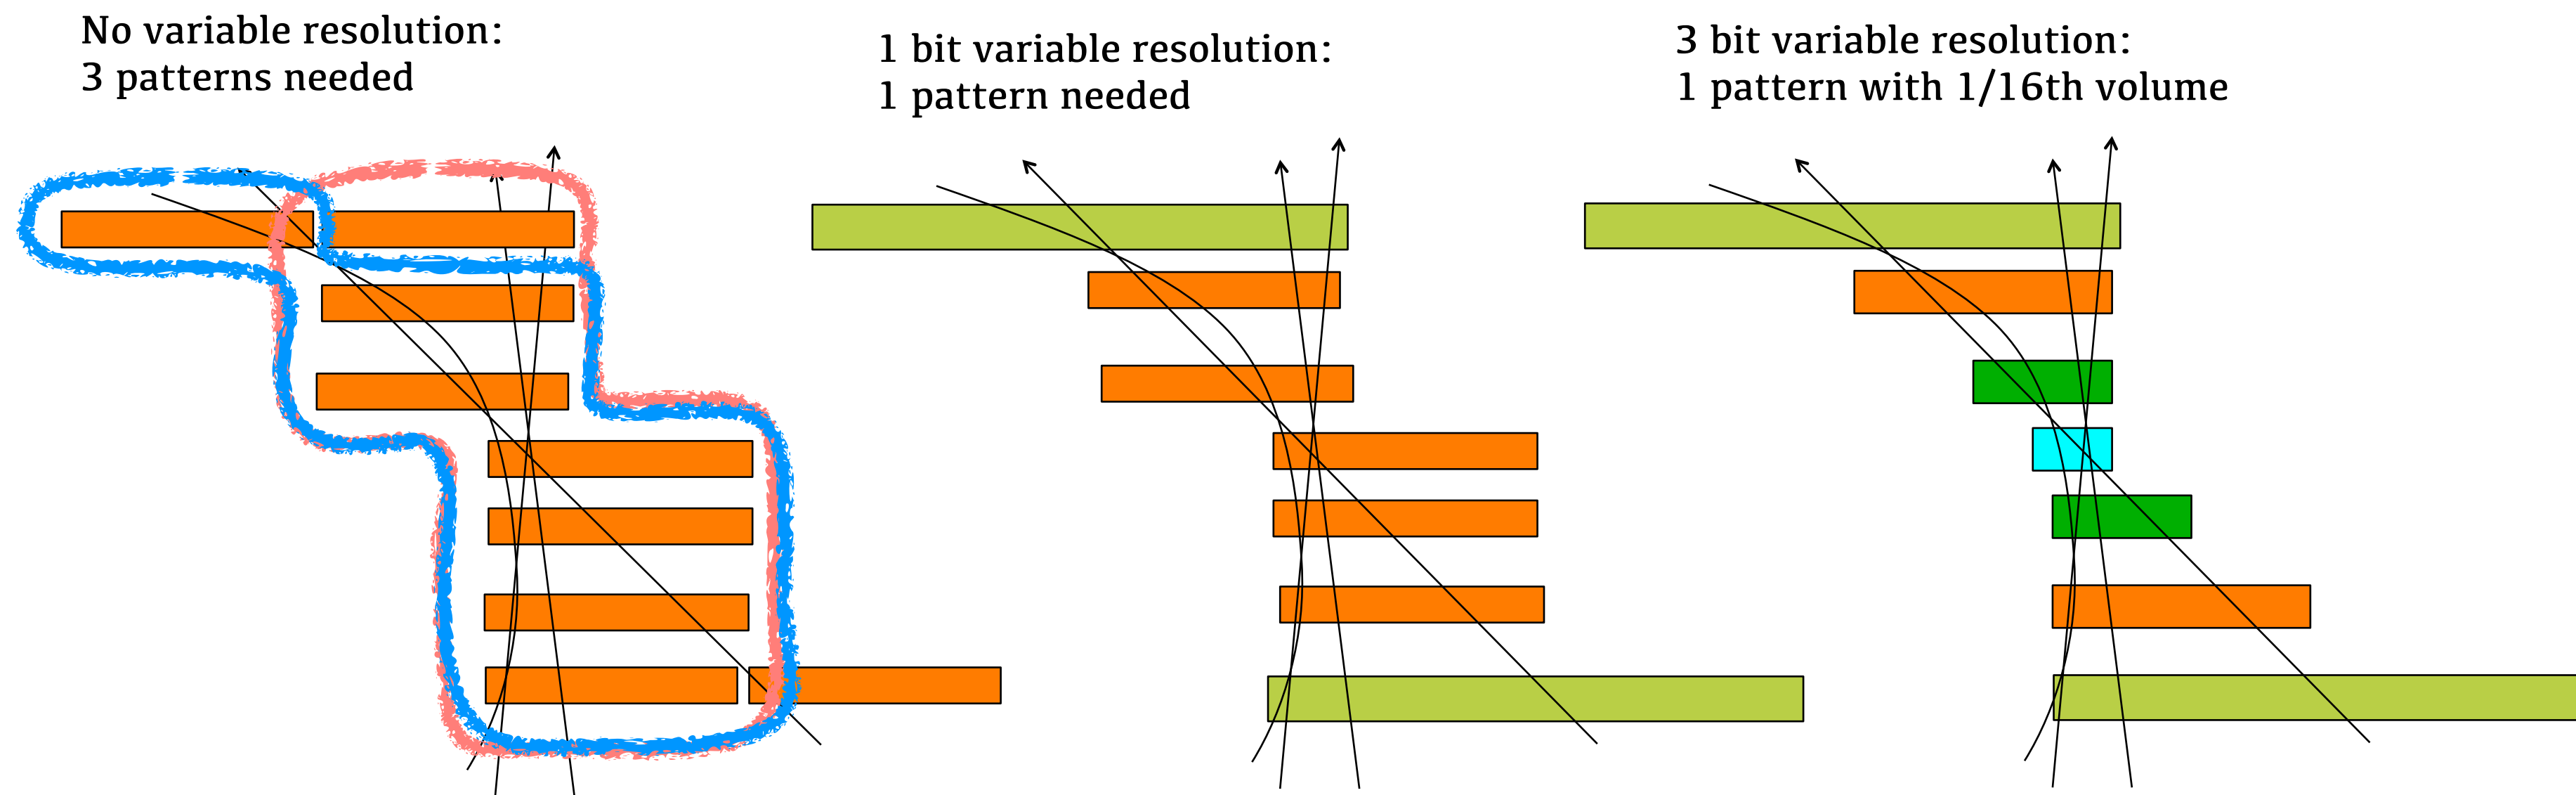 No variable resolution:
3 patterns needed
1 bit variable resolution:
1 pattern needed
3 bit variable resolution:
1 pattern with 1/16th volume